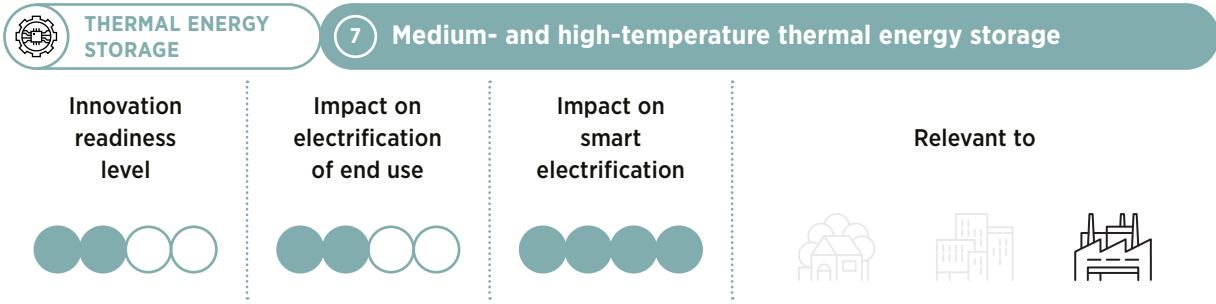 THERMAL ENERGY
STORAGE
7 Medium- and high-temperature thermal energy storage
Innovation
readiness
level
Impact on
electrification
of end use
Impact on
smart
electrification
Relevant to